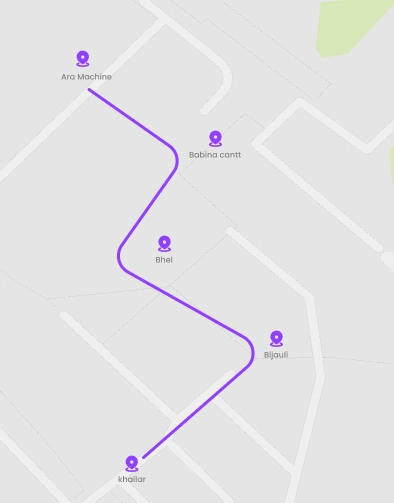 Ara Machine
Babina cantt
Bhel
Bijauli
khailar